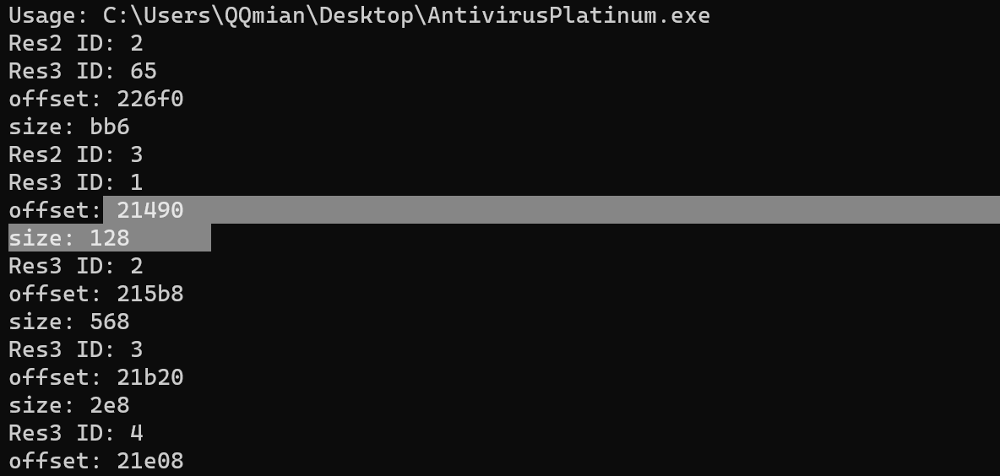 Usage: C:\Users\QQmian\Desktop\AntivirusPlatinum.exe
Res2 ID: 2
Res3 ID: 65
offset: 226f0
size: bb6
Res2 ID: 3
Res3 ID: 1
offset: 21490
size: 128
Res3 ID: 2
offset: 215b8
size: 568
Res3 ID: 3
offset: 21b20
size: 2e8
Res3 ID: 4
offset: 21e08